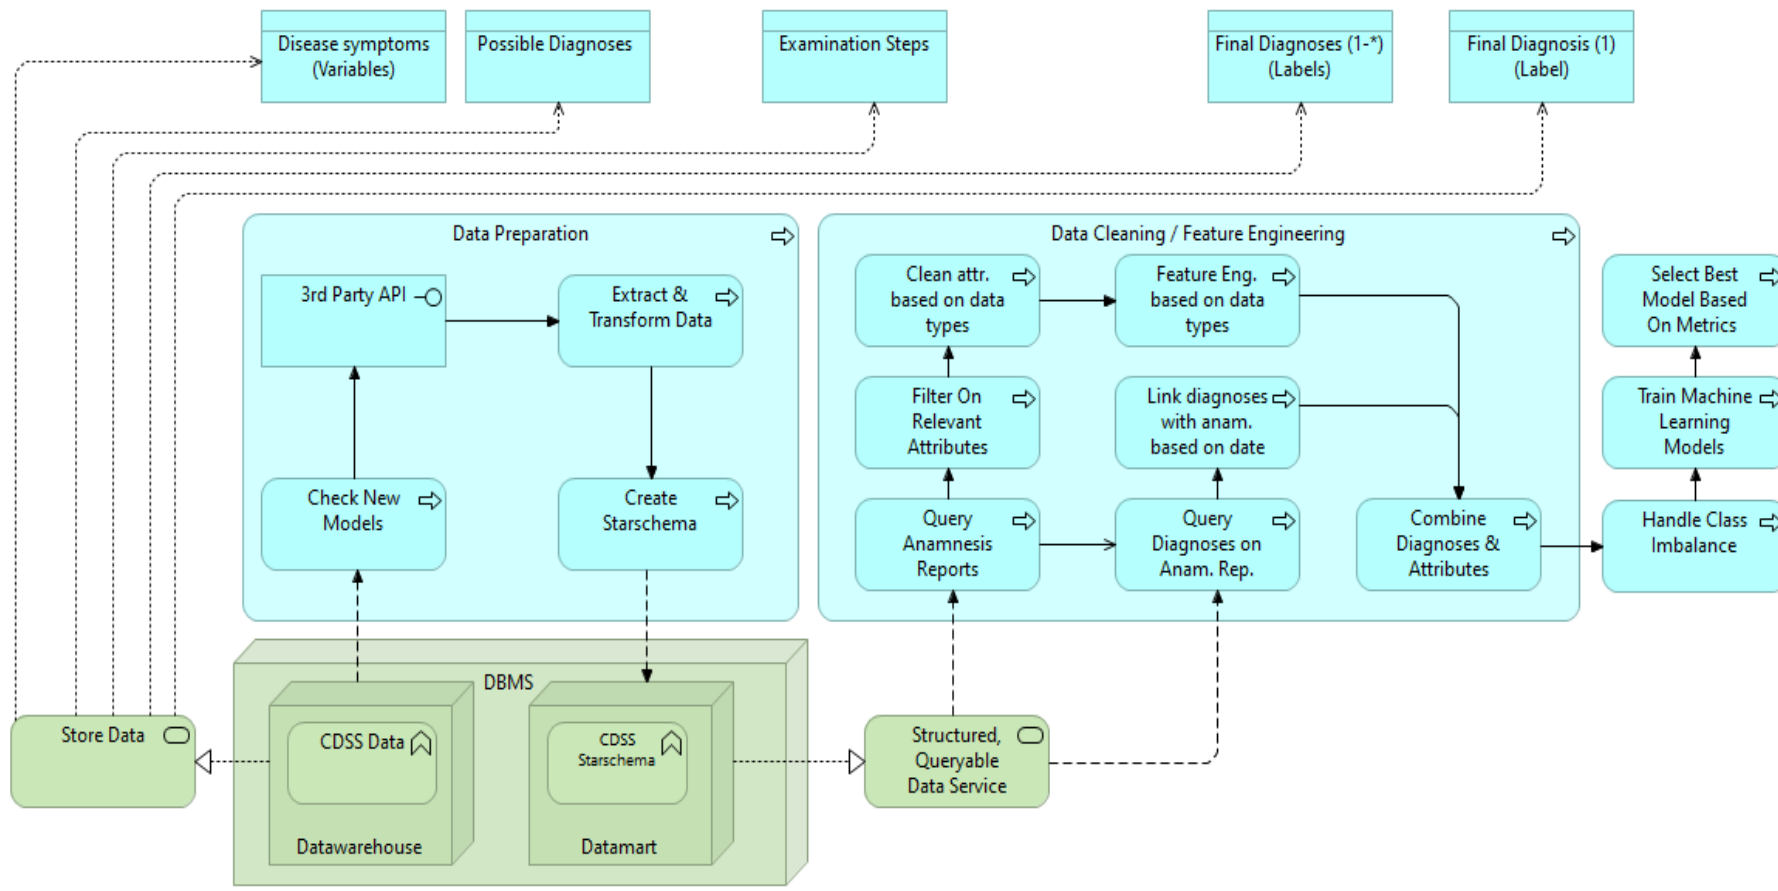 Disease symptoms
(Variables)
Possible Diagnoses
Examination Steps
Final Diagnoses (1-*)
(Labels)
Final Diagnosis (1)
(Label)
Data Preparation
3rd Party API
Extract &
Transform Data
Check New
Models
Create
Starschema
Data Cleaning / Feature Engineering
Clean attr.
based on data
types
Feature Eng.
based on data
types
Filter On
Relevant
Attributes
Link diagnoses
with anam.
based on date
Query
Anamnesis
Reports
Query
Diagnoses on
Anam. Rep.
Combine
Diagnoses &
Attributes
Select Best
Model Based
On Metrics
Train Machine
Learning
Models
Handle Class
Imbalance
DBMS
Store Data
CDSS Data
Datawarehouse
CDSS
Starschema
Datamart
Structured,
Queryable
Data Service